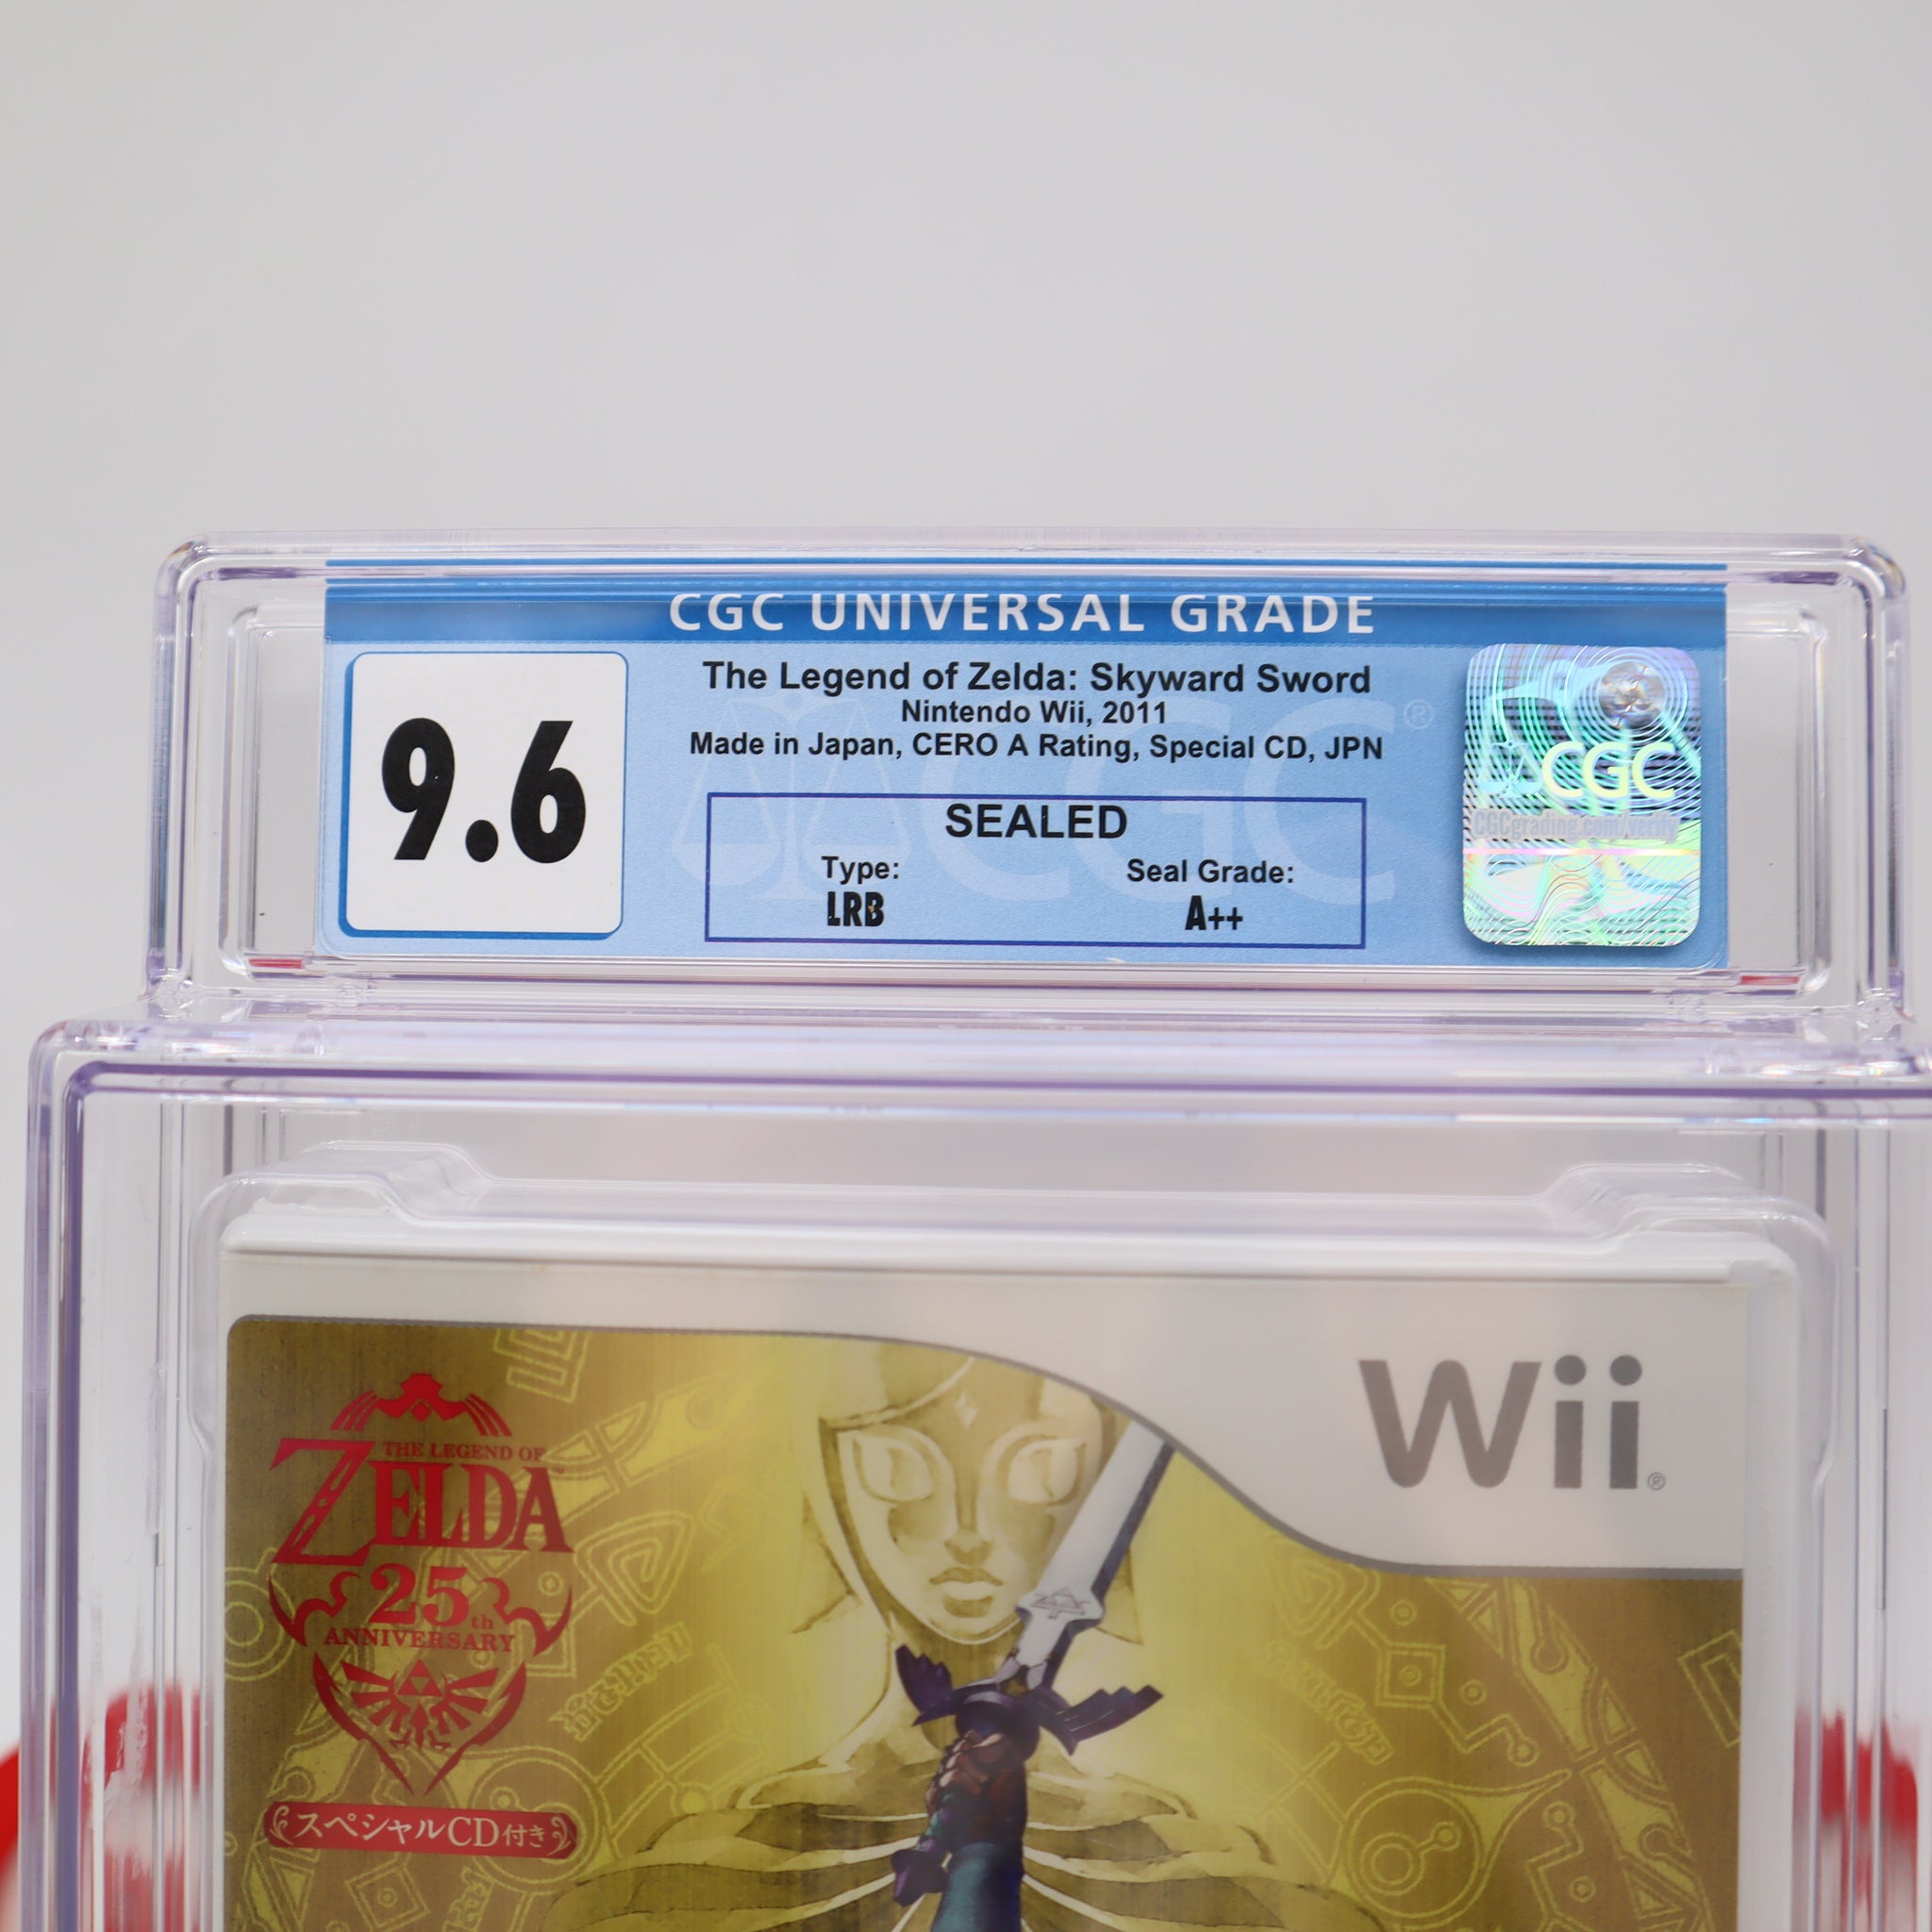 CGC UNIVERSAL GRADE
9.6
The Legend of Zelda: Skyward Sword
Nintendo Wii, 2011
Made in Japan, CERO A Rating, Special CD, JPN
SEALED
Type:
LRB
Seal Grade:
A++
CGC®
CGC
CGCgrading.com/verify
Wii®
THE LEGEND OF
ZELDA
25th
ANNIVERSARY
スペシャルCD付き